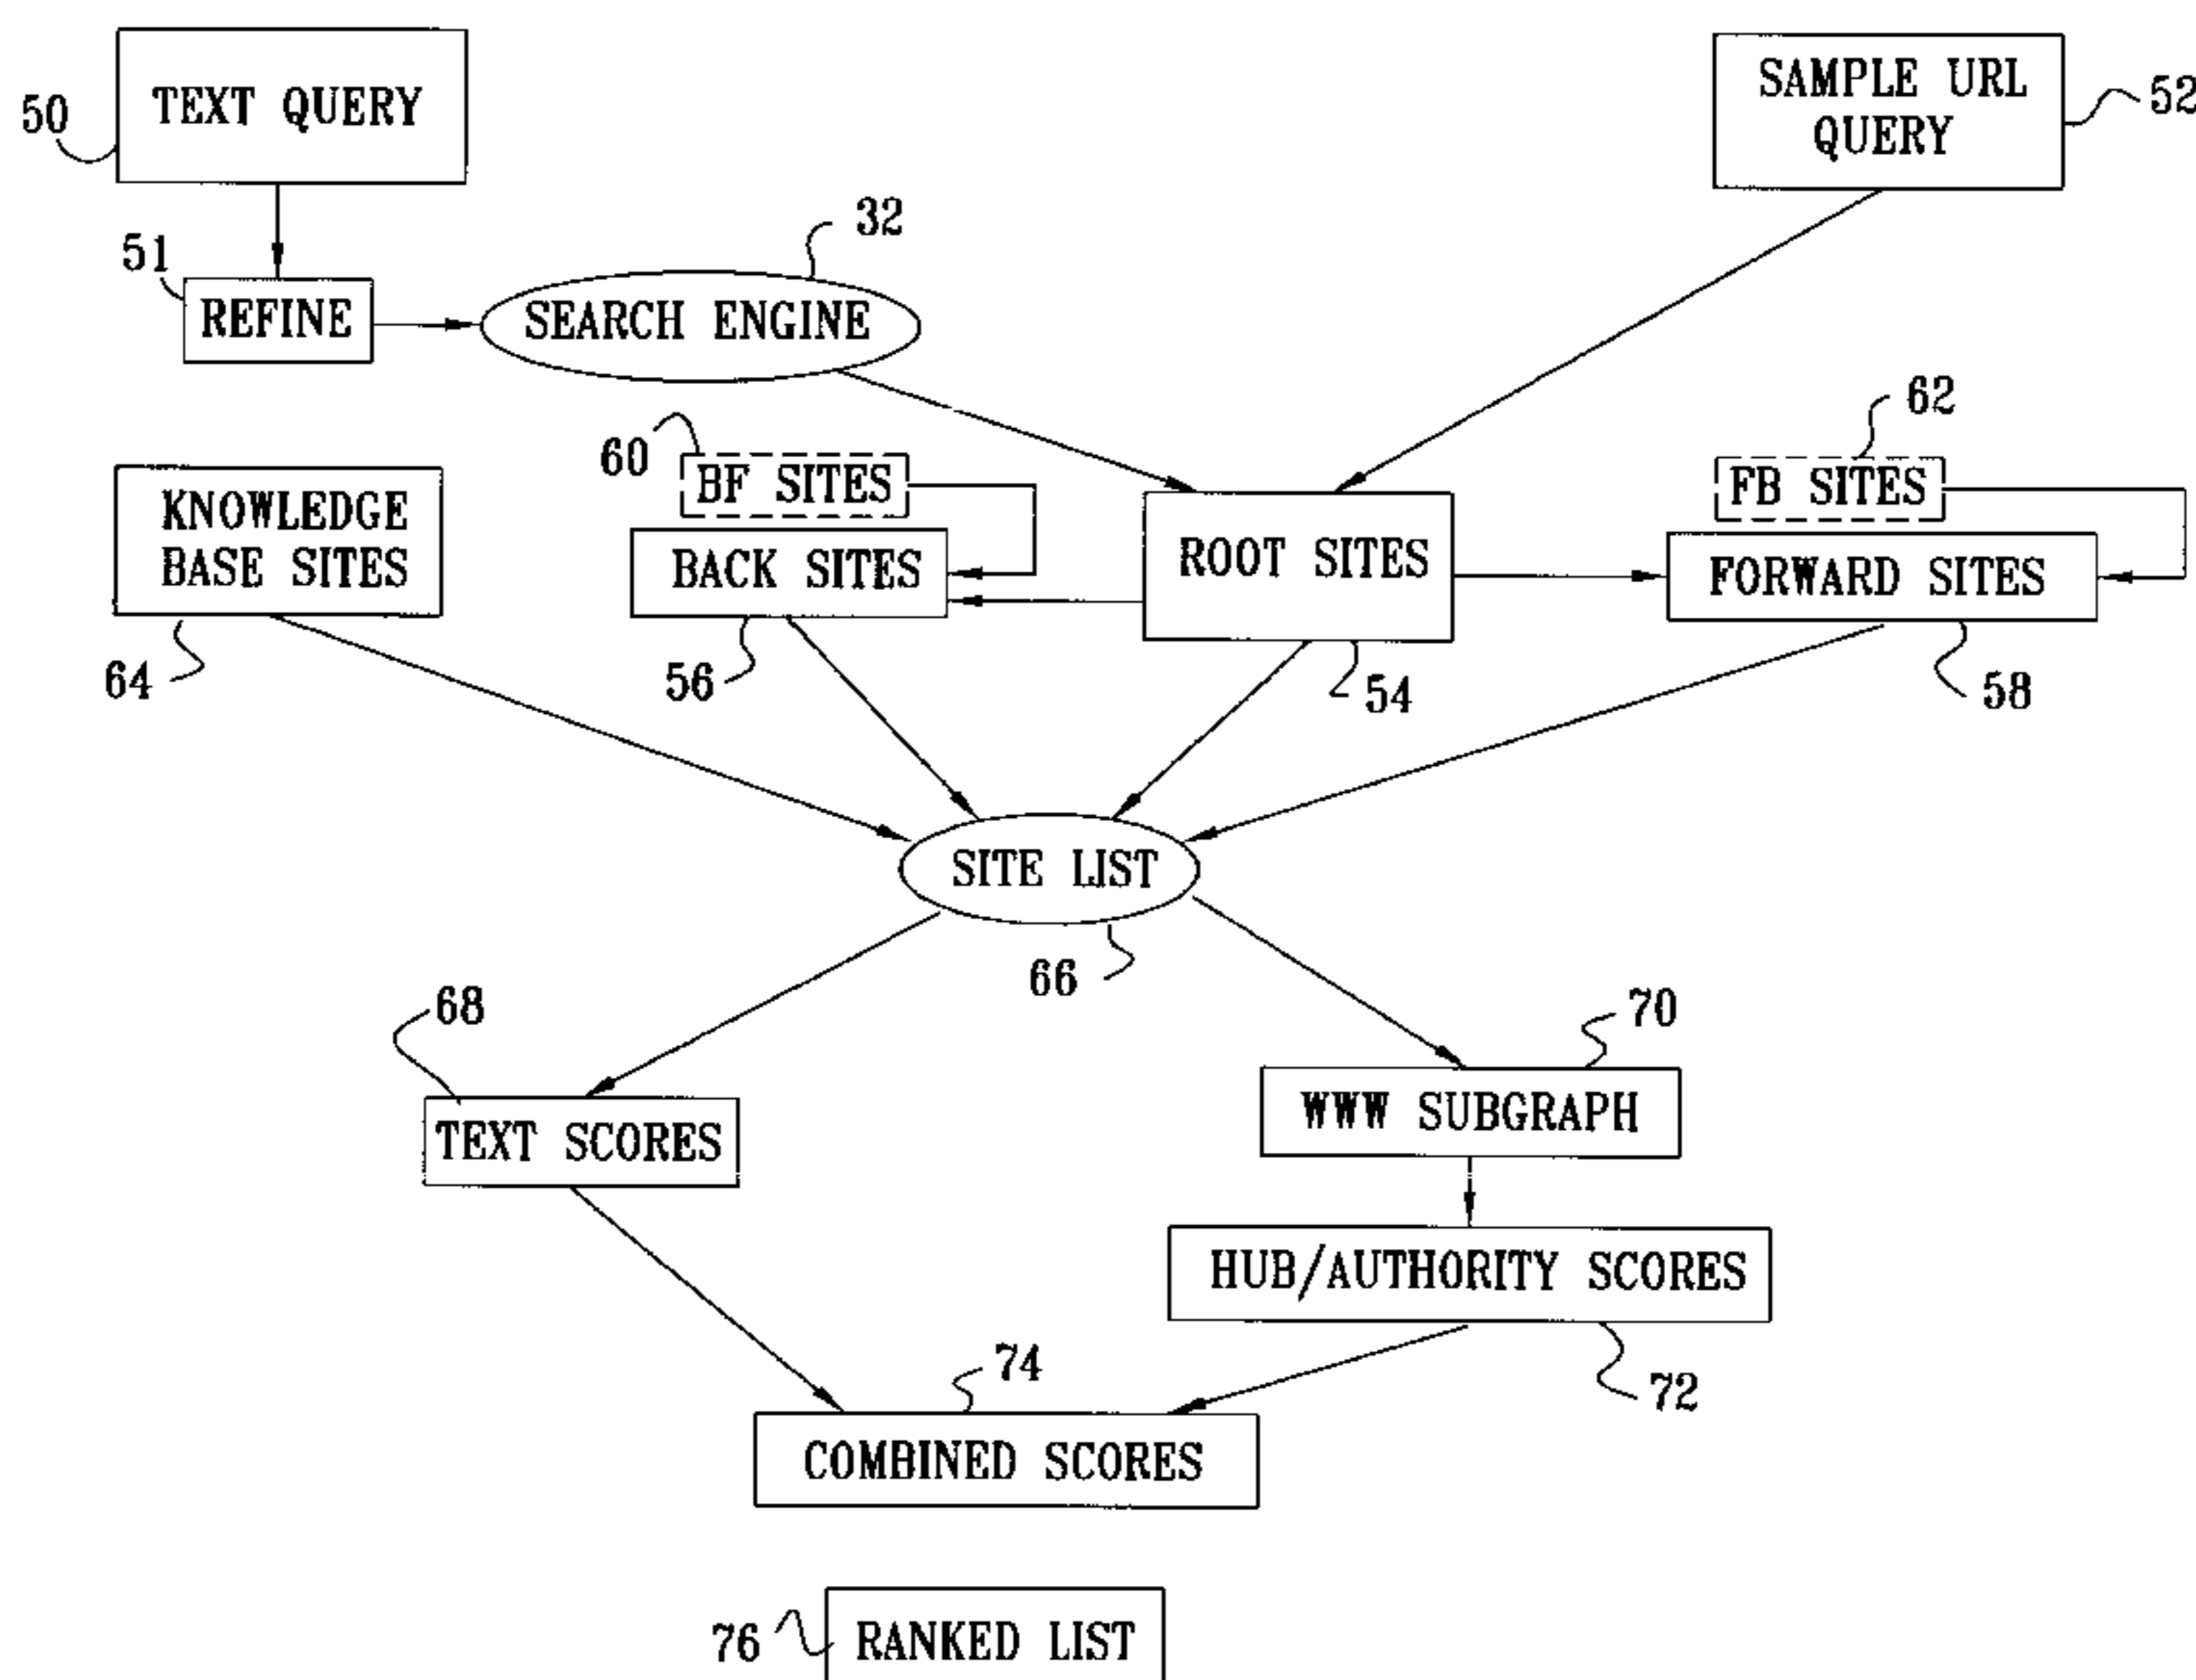 TEXT QUERY
50
SAMPLE URL
QUERY
52
32
51
REFINE
SEARCH ENGINE
62
60
BF SITES
FB SITES
KNOWLEDGE
BASE SITES
BACK SITES
ROOT SITES
FORWARD SITES
64
56
54
58
SITE LIST
66
68
70
TEXT SCORES
WWW SUBGRAPH
HUB/AUTHORITY SCORES
74
72
COMBINED SCORES
76
RANKED LIST